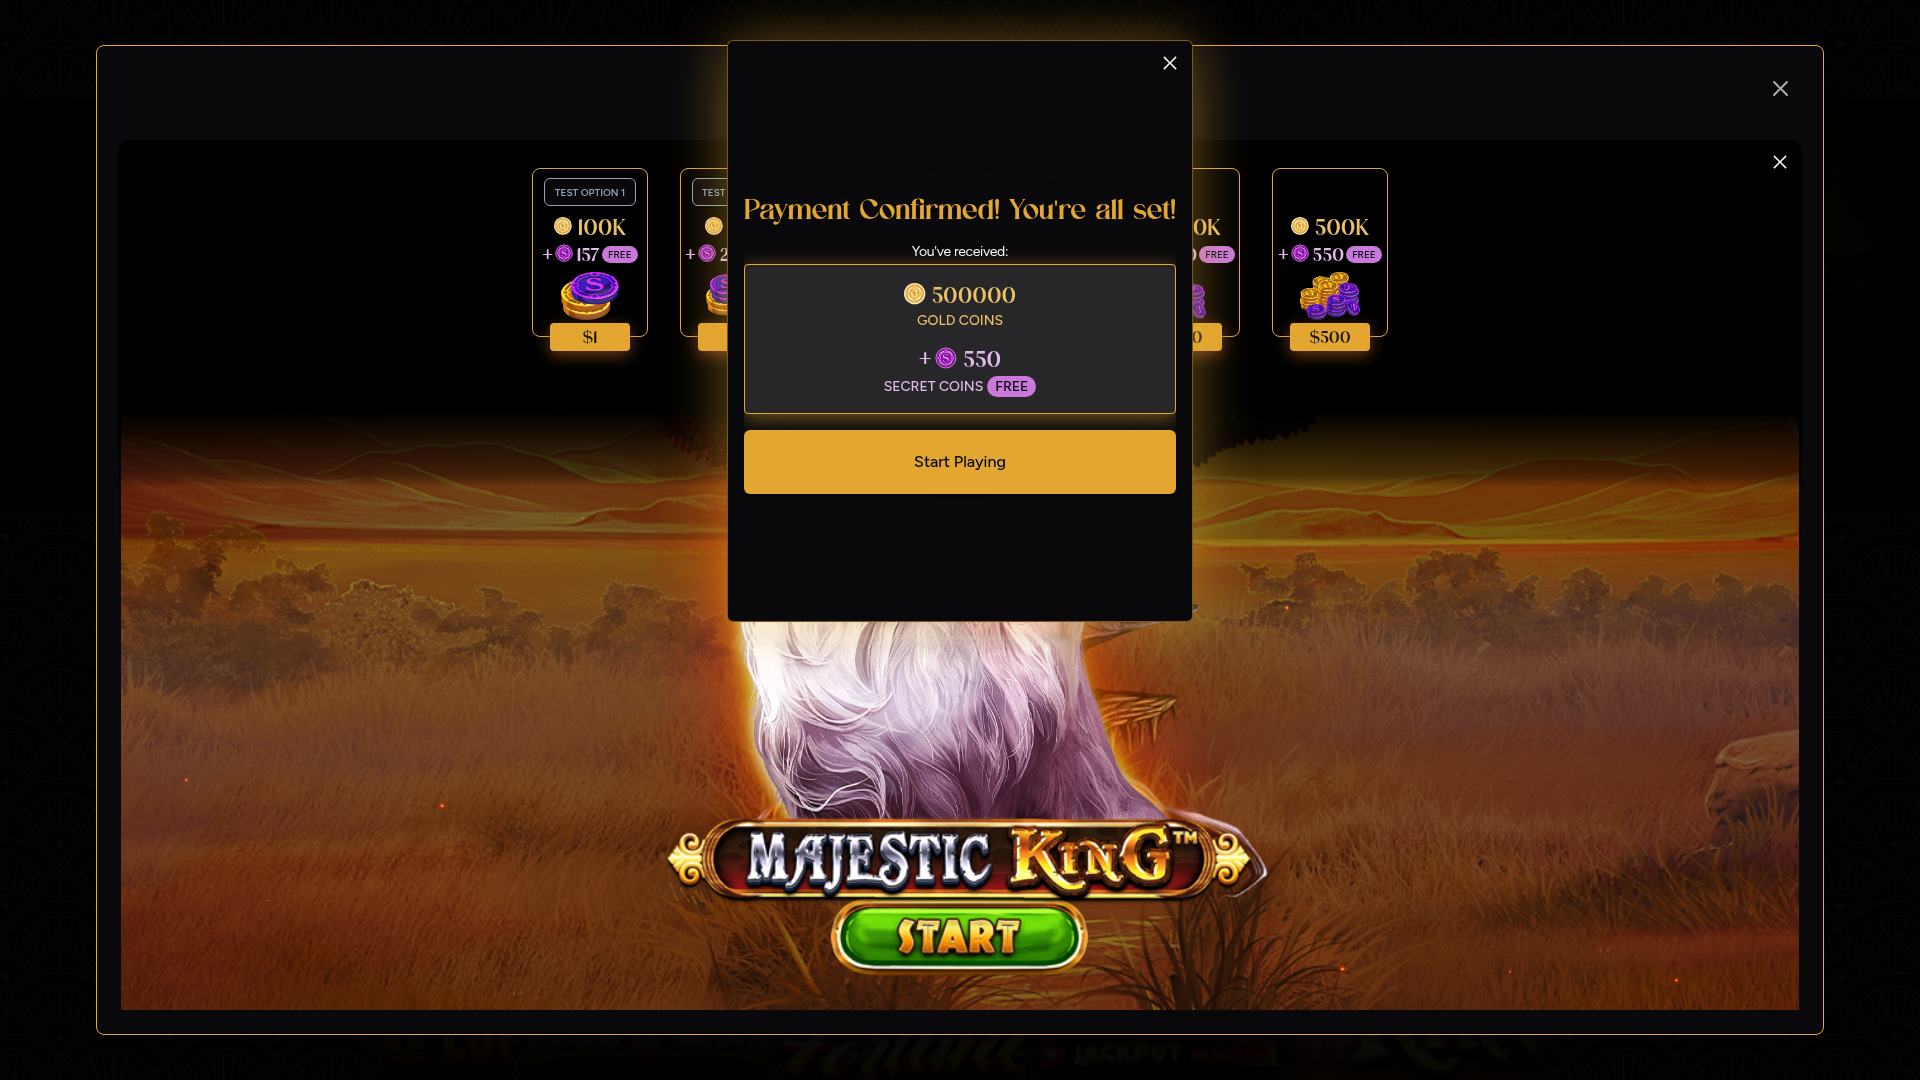 Payment Confirmed! You're all set!
You've received:
500000
GOLD COINS
+ 550
SECRET COINS FREE
Start Playing
TEST OPTION 1
100K
+ 157 FREE
$1
TEST
+ 2
0K
FREE
0
500K
+ 550 FREE
$500
MAJESTIC KING™
START
JACKPOT